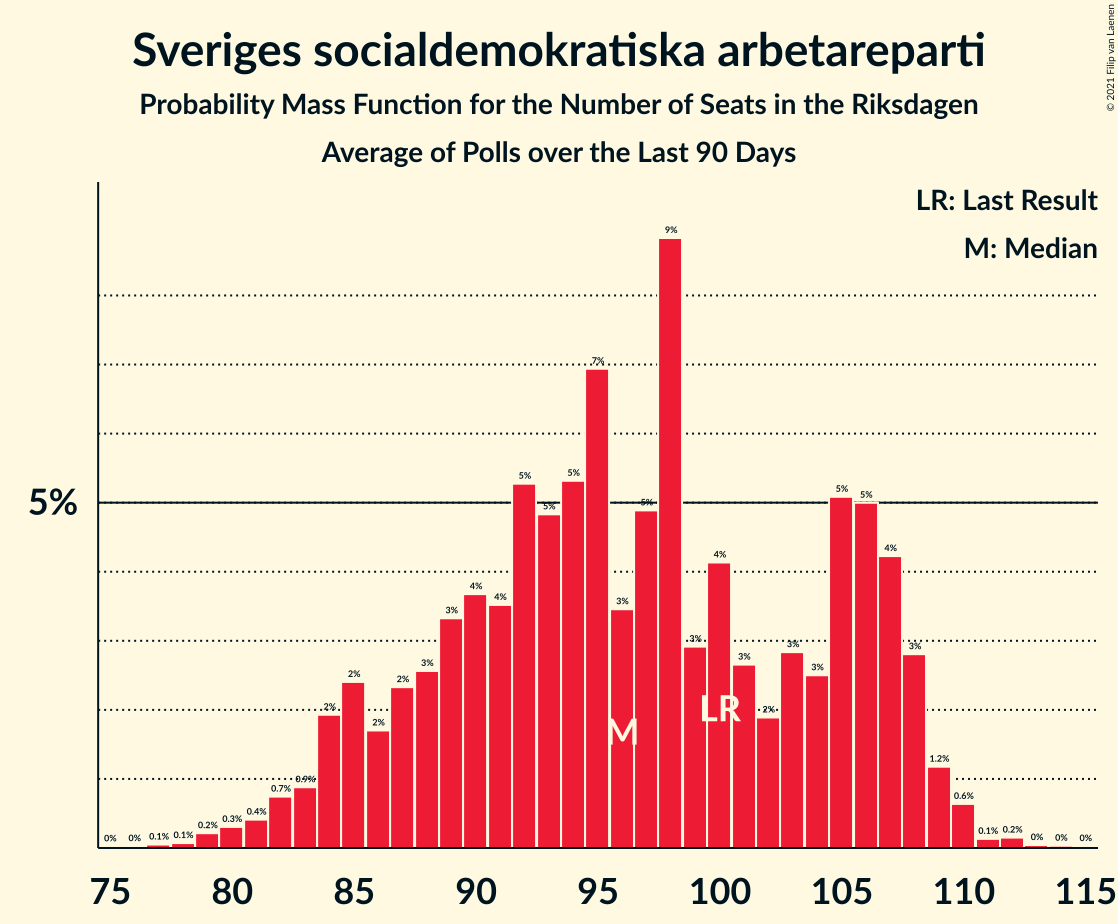 Sveriges socialdemokratiska arbetareparti
Probability Mass Function for the Number of Seats in the Riksdagen
Average of Polls over the Last 90 Days
© 2021 Filip van Laenen
LR: Last Result
M: Median
5%
0% 0% 0.1% 0.1% 0.2% 0.3% 0.4% 0.7% 0.9% 2% 2% 2% 2% 3% 3% 4% 4% 5% 5% 5% 7% 3% 5% 9% 3% 4% 3% 2% 3% 3% 5% 5% 4% 3% 1.2% 0.6% 0.1% 0.2% 0% 0% 0%
M LR
75 80 85 90 95 100 105 110 115